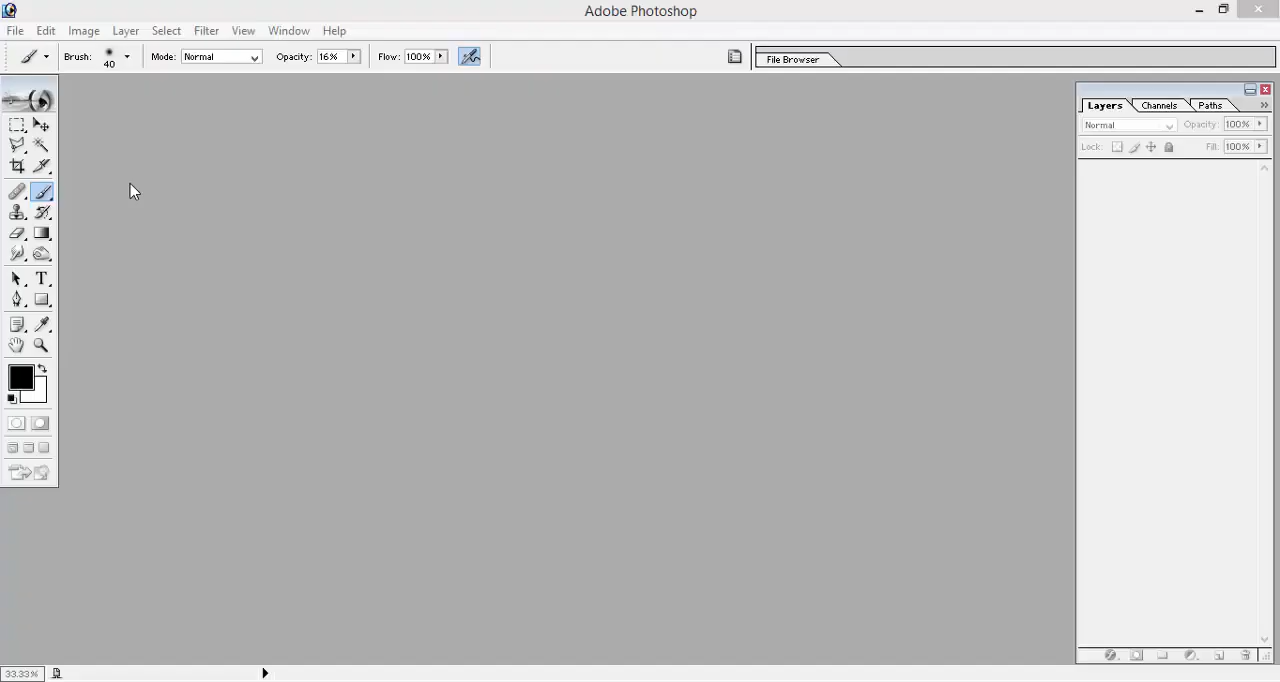 Adobe Photoshop
File Edit Image Layer Select Filter View Window Help
Brush: 40 Mode: Normal Opacity: 16% Flow: 100% File Browser
Layers Channels Paths
Normal Opacity: 100%
Lock: Fill: 100%
T
33.33%